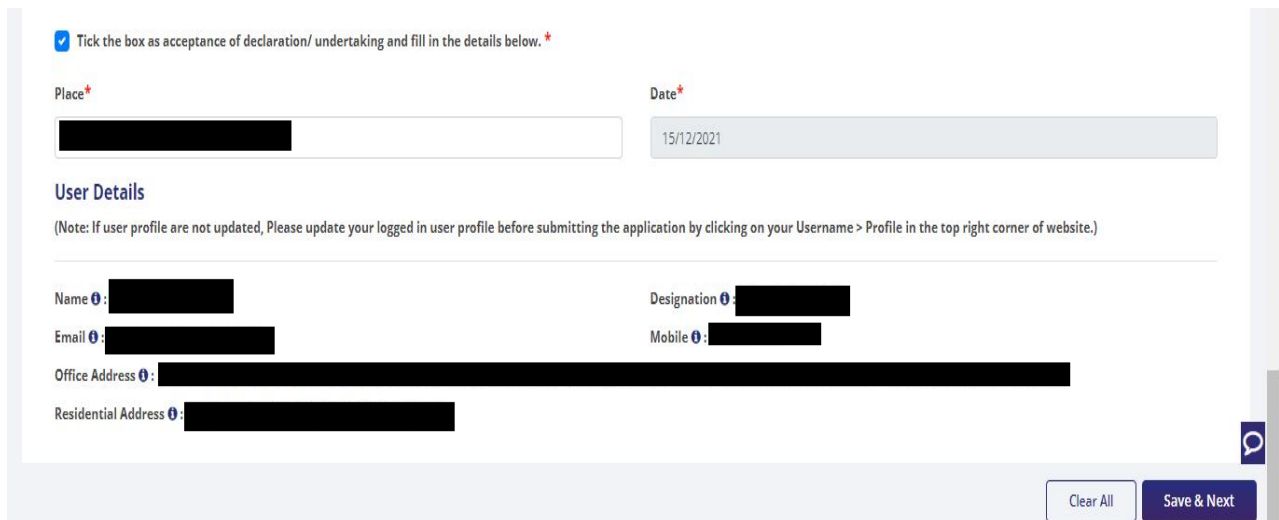 Tick the box as acceptance of declaration/ undertaking and fill in the details below. *
Place* Date*
15/12/2021
User Details
(Note: If user profile are not updated, Please update your logged in user profile before submitting the application by clicking on your Username > Profile in the top right corner of website.)
Name : Designation :
Email : Mobile :
Office Address :
Residential Address :
Clear All Save & Next